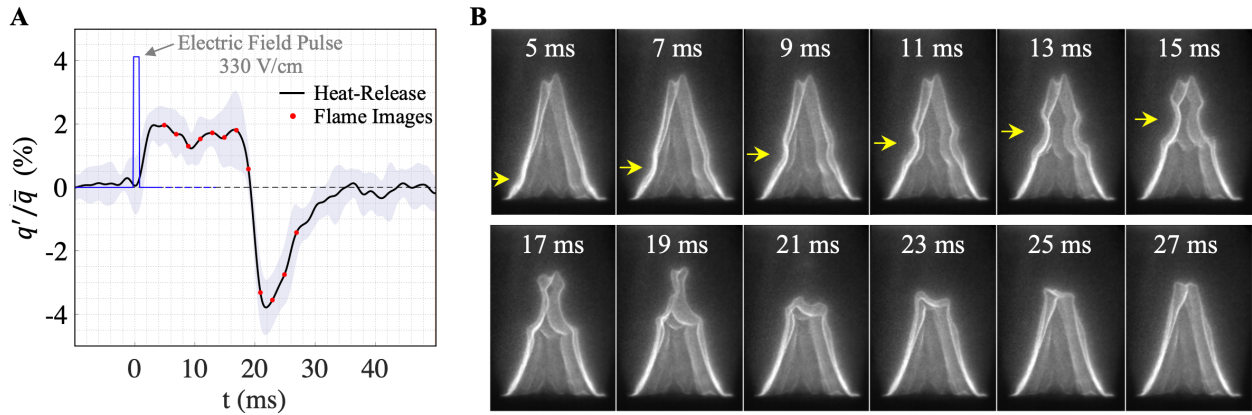 A
Electric Field Pulse
330 V/cm
Heat-Release
Flame Images
4
2
0
-2
-4
q′/q̄ (%)
0 10 20 30 40
t (ms)
B
5 ms 7 ms 9 ms 11 ms 13 ms 15 ms
17 ms 19 ms 21 ms 23 ms 25 ms 27 ms